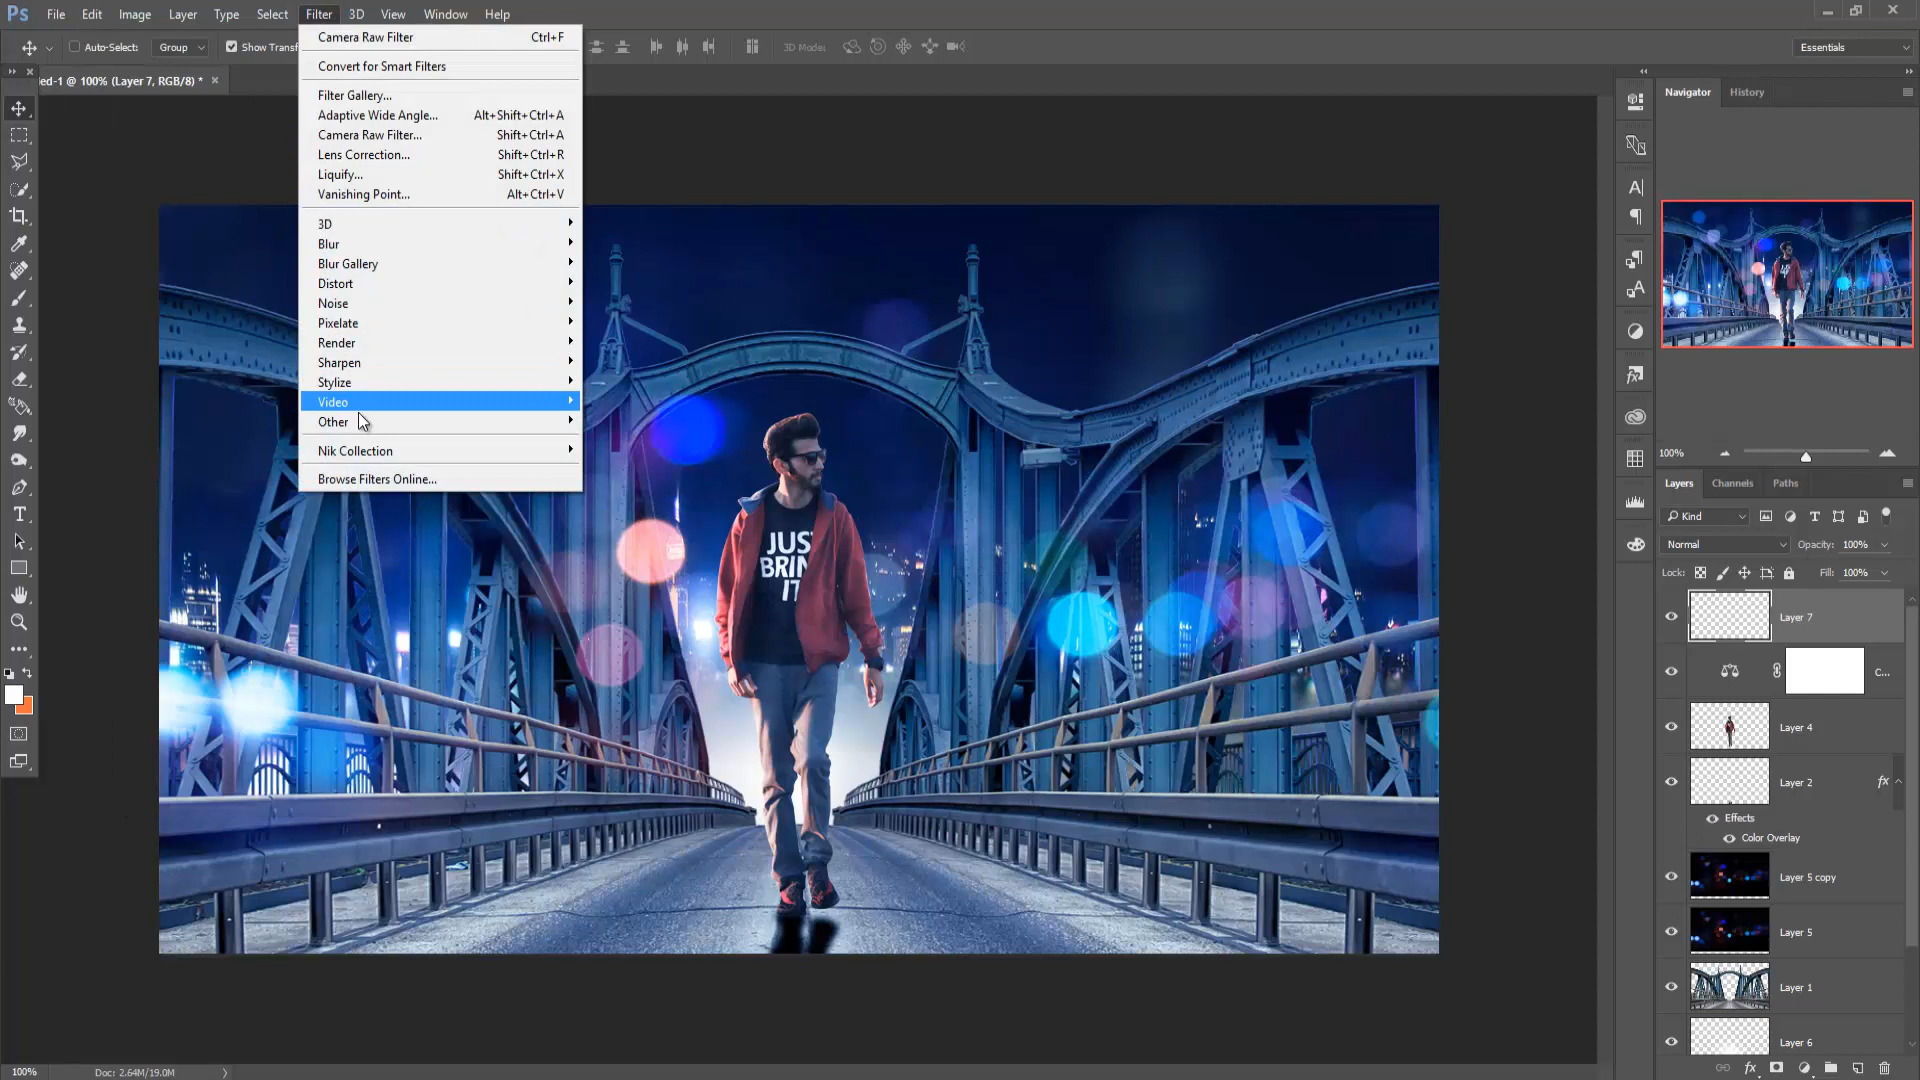 Ps File Edit Image Layer Type Select Filter 3D View Window Help
Auto-Select: Group Show Transf 3D Mode: Essentials
ed-1 @ 100% (Layer 7, RGB/8) * ×
Camera Raw Filter Ctrl+F
Convert for Smart Filters
Filter Gallery...
Adaptive Wide Angle... Alt+Shift+Ctrl+A
Camera Raw Filter... Shift+Ctrl+A
Lens Correction... Shift+Ctrl+R
Liquify... Shift+Ctrl+X
Vanishing Point... Alt+Ctrl+V
3D
Blur
Blur Gallery
Distort
Noise
Pixelate
Render
Sharpen
Stylize
Video
Other
Nik Collection
Browse Filters Online...
JUST
BRIN
IT
Navigator History
100%
Layers Channels Paths
Kind
Normal Opacity: 100%
Lock: Fill: 100%
Layer 7
C...
Layer 4
Layer 2 fx
Effects
Color Overlay
Layer 5 copy
Layer 5
Layer 1
Layer 6
fx
100% Doc: 2.64M/19.0M